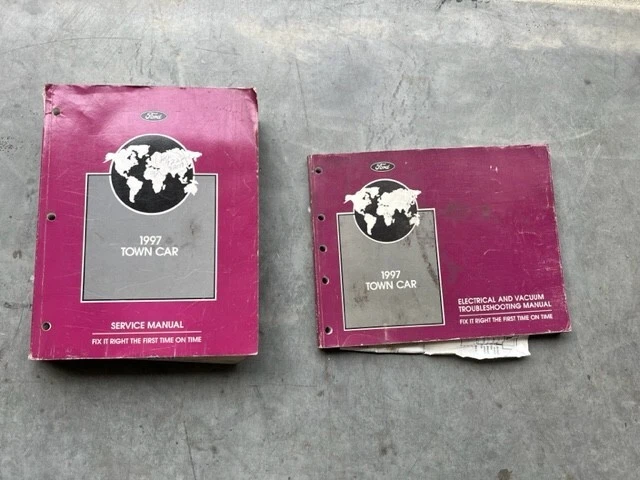 Ford
1997
TOWN CAR
SERVICE MANUAL
FIX IT RIGHT THE FIRST TIME ON TIME
Ford
1997
TOWN CAR
ELECTRICAL AND VACUUM
TROUBLESHOOTING MANUAL
FIX IT RIGHT THE FIRST TIME ON TIME